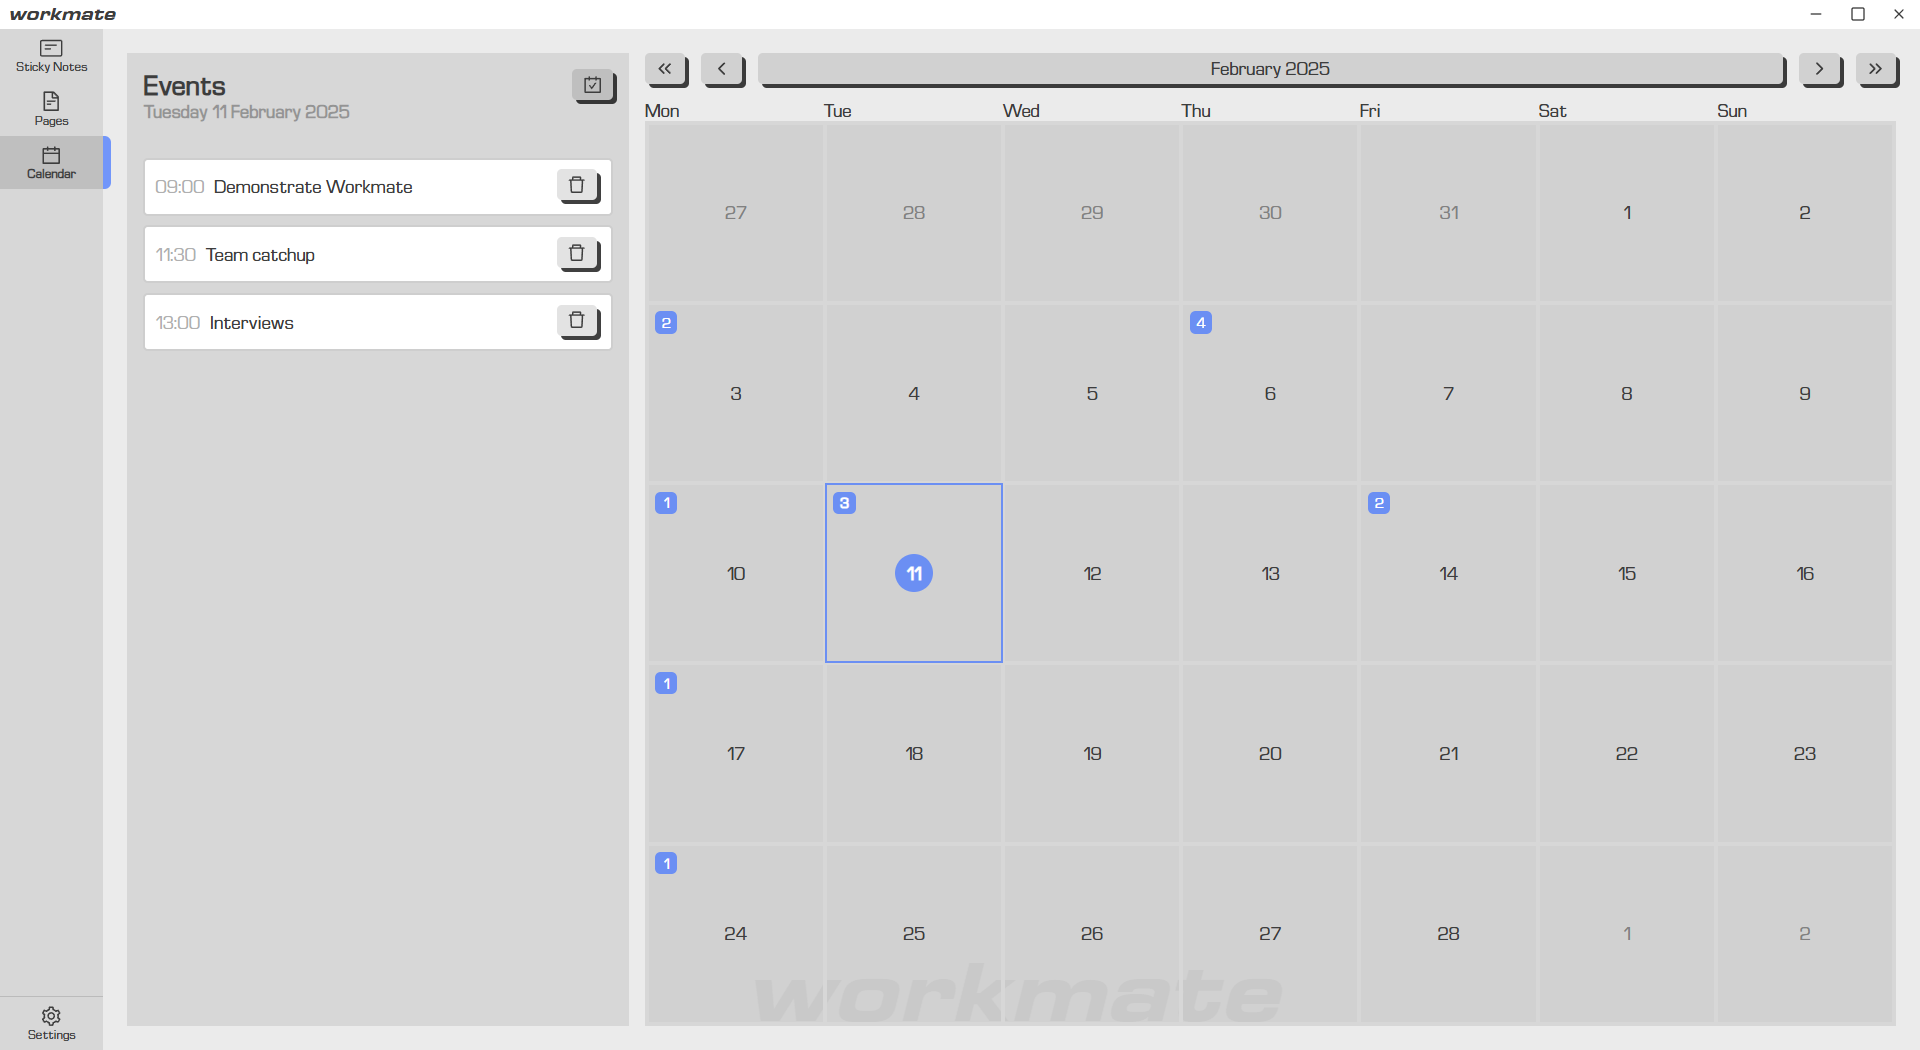 workmate
Sticky Notes
Pages
Calendar
Settings
Events
Tuesday 11 February 2025
09:00 Demonstrate Workmate
11:30 Team catchup
13:00 Interviews
February 2025
Mon Tue Wed Thu Fri Sat Sun
27 28 29 30 31 1 2
2 4
3 4 5 6 7 8 9
1 3 2
10 11 12 13 14 15 16
1
17 18 19 20 21 22 23
1
24 25 26 27 28 1 2
workmate